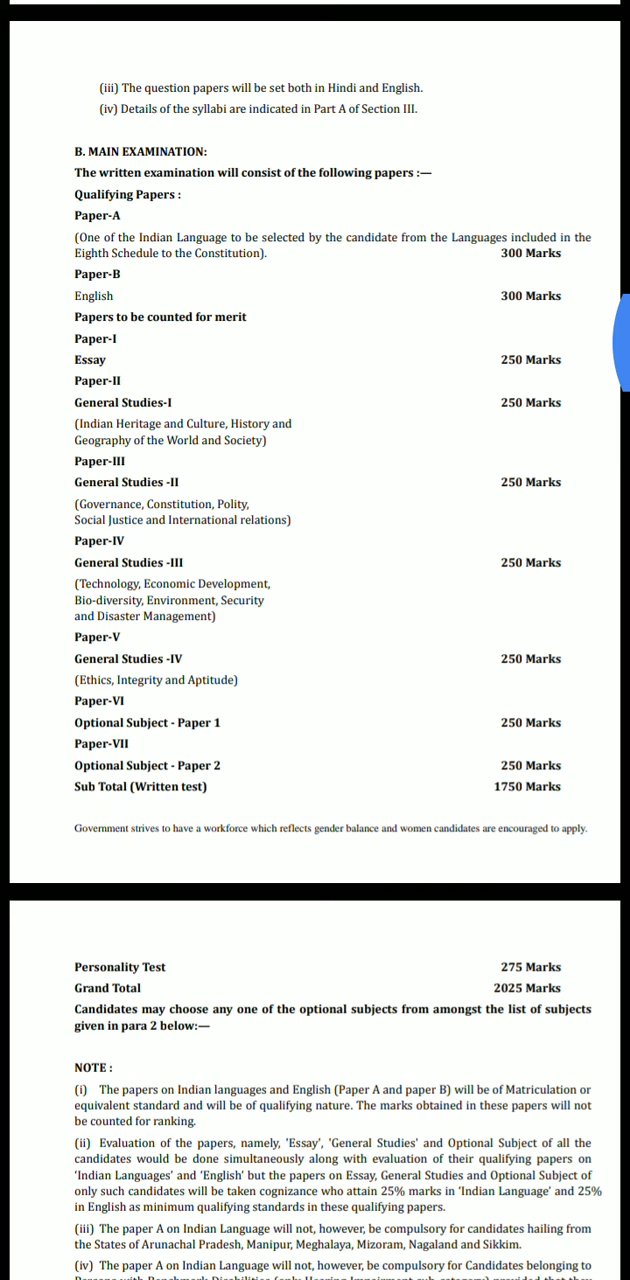 (iii) The question papers will be set both in Hindi and English.
(iv) Details of the syllabi are indicated in Part A of Section III.
B. MAIN EXAMINATION:
The written examination will consist of the following papers :—
Qualifying Papers :
Paper-A
(One of the Indian Language to be selected by the candidate from the Languages included in the
Eighth Schedule to the Constitution). 300 Marks
Paper-B
English 300 Marks
Papers to be counted for merit
Paper-I
Essay 250 Marks
Paper-II
General Studies-I 250 Marks
(Indian Heritage and Culture, History and
Geography of the World and Society)
Paper-III
General Studies -II 250 Marks
(Governance, Constitution, Polity,
Social Justice and International relations)
Paper-IV
General Studies -III 250 Marks
(Technology, Economic Development,
Bio-diversity, Environment, Security
and Disaster Management)
Paper-V
General Studies -IV 250 Marks
(Ethics, Integrity and Aptitude)
Paper-VI
Optional Subject - Paper 1 250 Marks
Paper-VII
Optional Subject - Paper 2 250 Marks
Sub Total (Written test) 1750 Marks
Government strives to have a workforce which reflects gender balance and women candidates are encouraged to apply.
Personality Test 275 Marks
Grand Total 2025 Marks
Candidates may choose any one of the optional subjects from amongst the list of subjects
given in para 2 below:—
NOTE :
(i) The papers on Indian languages and English (Paper A and paper B) will be of Matriculation or
equivalent standard and will be of qualifying nature. The marks obtained in these papers will not
be counted for ranking.
(ii) Evaluation of the papers, namely, 'Essay', 'General Studies' and Optional Subject of all the
candidates would be done simultaneously along with evaluation of their qualifying papers on
‘Indian Languages’ and ‘English’ but the papers on Essay, General Studies and Optional Subject of
only such candidates will be taken cognizance who attain 25% marks in ‘Indian Language’ and 25%
in English as minimum qualifying standards in these qualifying papers.
(iii) The paper A on Indian Language will not, however, be compulsory for candidates hailing from
the States of Arunachal Pradesh, Manipur, Meghalaya, Mizoram, Nagaland and Sikkim.
(iv) The paper A on Indian Language will not, however, be compulsory for Candidates belonging to
Persons with Benchmark Disabilities (only Hearing Impairment sub-category) provided that they